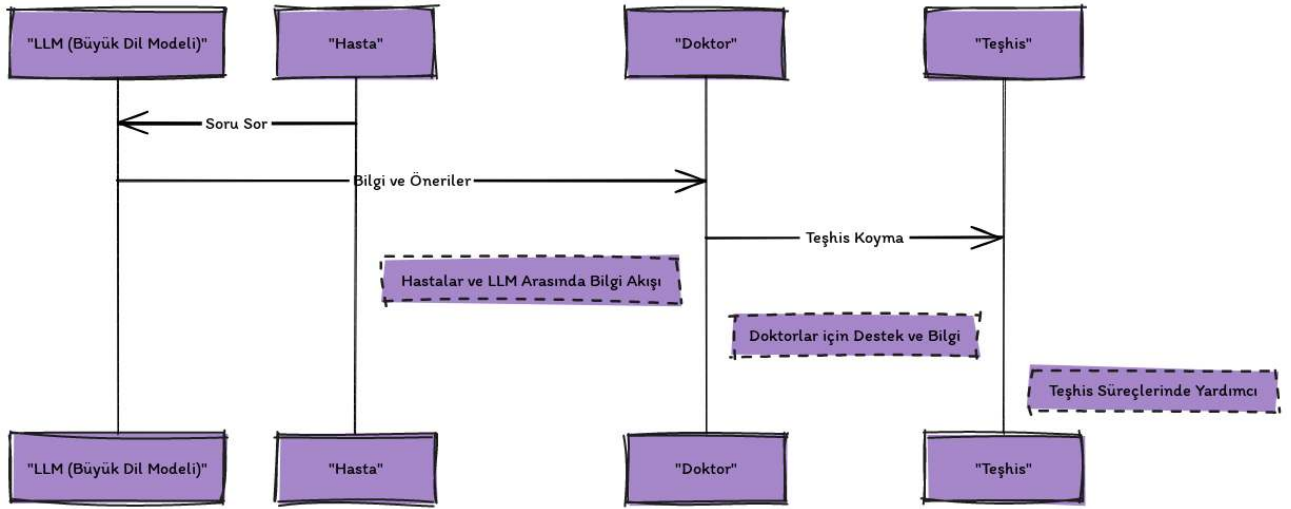 "LLM (Büyük Dil Modeli)"
"Hasta"
"Doktor"
"Teşhis"
Soru Sor
Bilgi ve Öneriler
Teşhis Koyma
Hastalar ve LLM Arasında Bilgi Akışı
Doktorlar için Destek ve Bilgi
Teşhis Süreçlerinde Yardımcı
"LLM (Büyük Dil Modeli)"
"Hasta"
"Doktor"
"Teşhis"